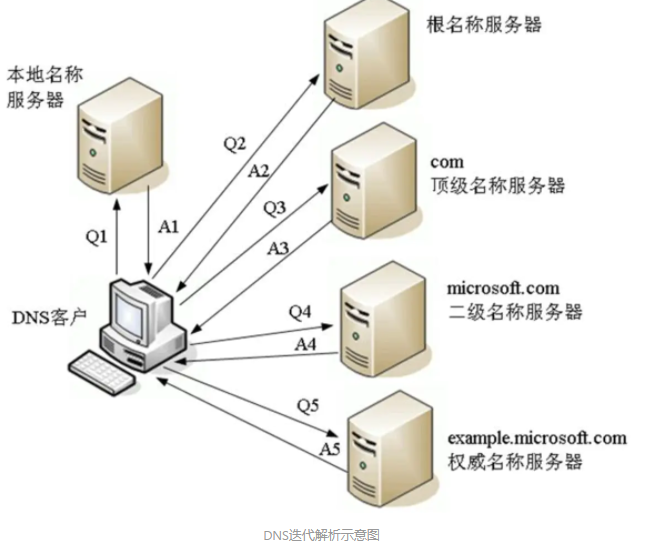 根名称服务器
本地名称
服务器
Q2
A2
com
顶级名称服务器
Q3
Q1
A1
A3
microsoft.com
二级名称服务器
DNS客户
Q4
A4
Q5
A5
example.microsoft.com
权威名称服务器
DNS迭代解析示意图